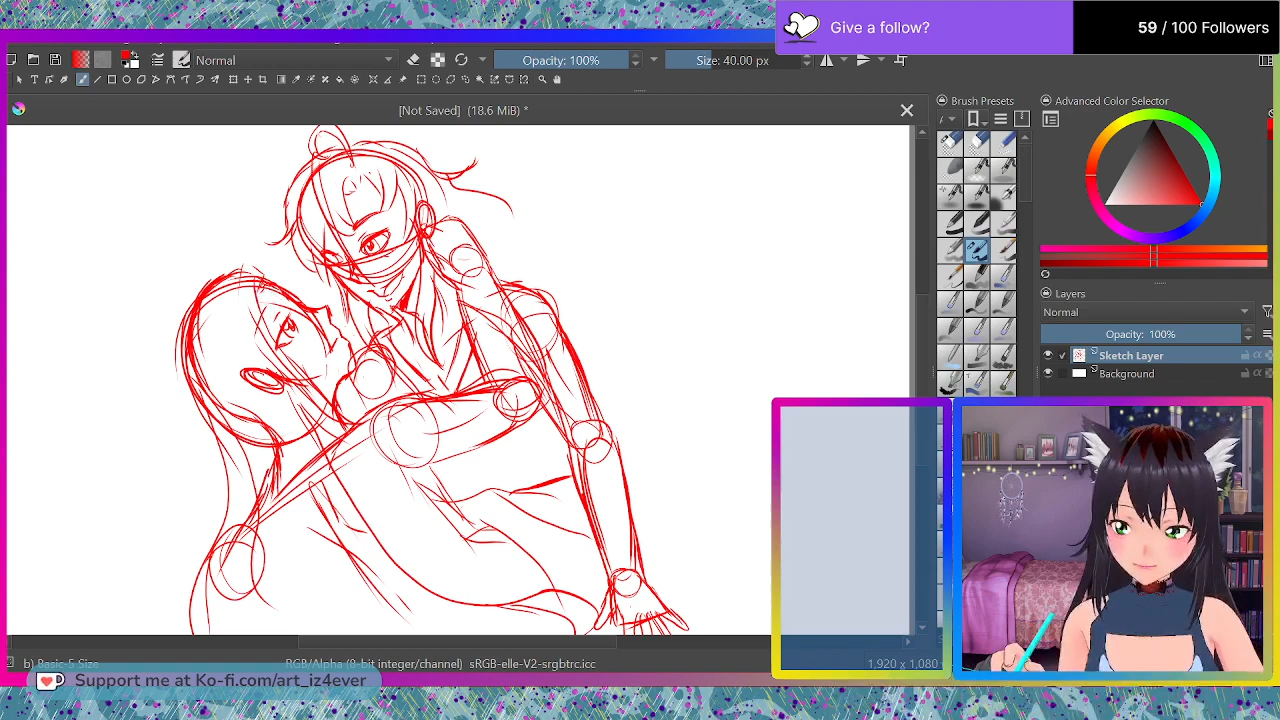 Give a follow?
59 / 100 Followers
Normal
Opacity: 100%
Size: 40.00 px
[Not Saved] (18.6 MiB) *
Brush Presets
Advanced Color Selector
Layers
Normal
Opacity: 100%
Sketch Layer
Background
b) Basic-5 Size
RGB/Alpha (8-bit integer/channel) sRGB-elle-V2-srgbtrc.icc
1,920 x 1,080
Support me at Ko-fi.com/art_iz4ever